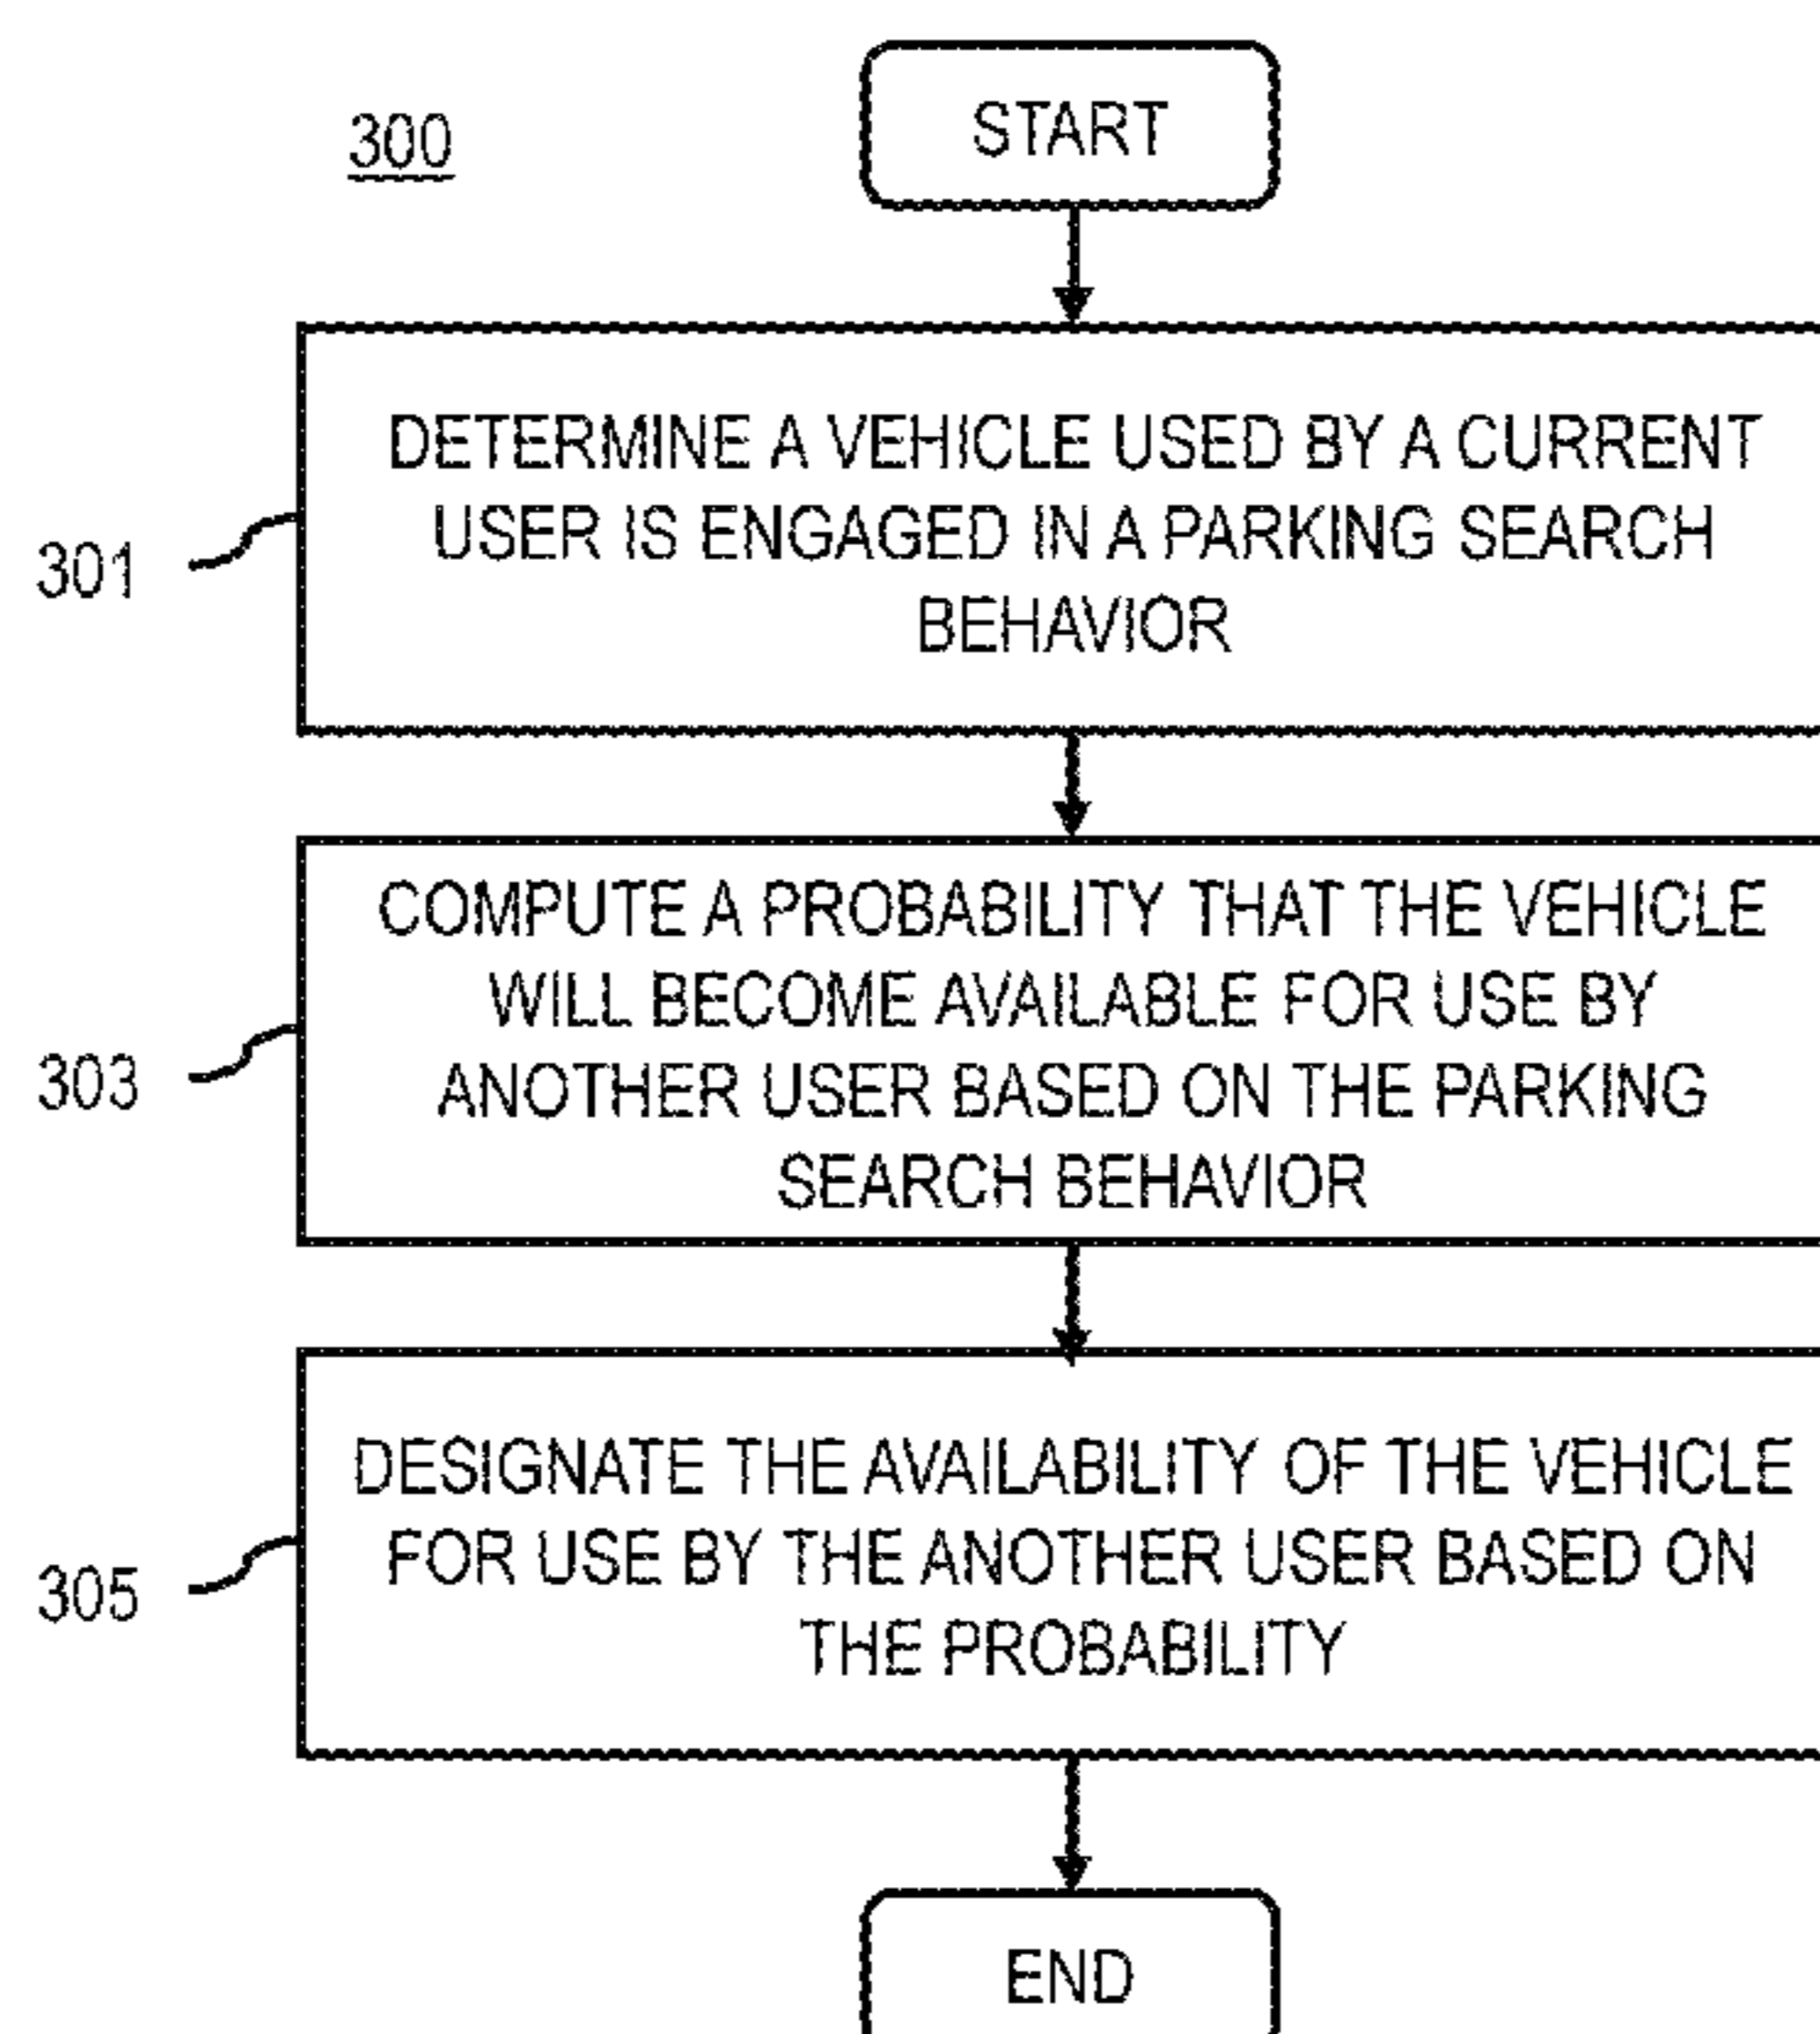 300
START
DETERMINE A VEHICLE USED BY A CURRENT
USER IS ENGAGED IN A PARKING SEARCH
BEHAVIOR
301
COMPUTE A PROBABILITY THAT THE VEHICLE
WILL BECOME AVAILABLE FOR USE BY
ANOTHER USER BASED ON THE PARKING
SEARCH BEHAVIOR
303
DESIGNATE THE AVAILABILITY OF THE VEHICLE
FOR USE BY THE ANOTHER USER BASED ON
THE PROBABILITY
305
END